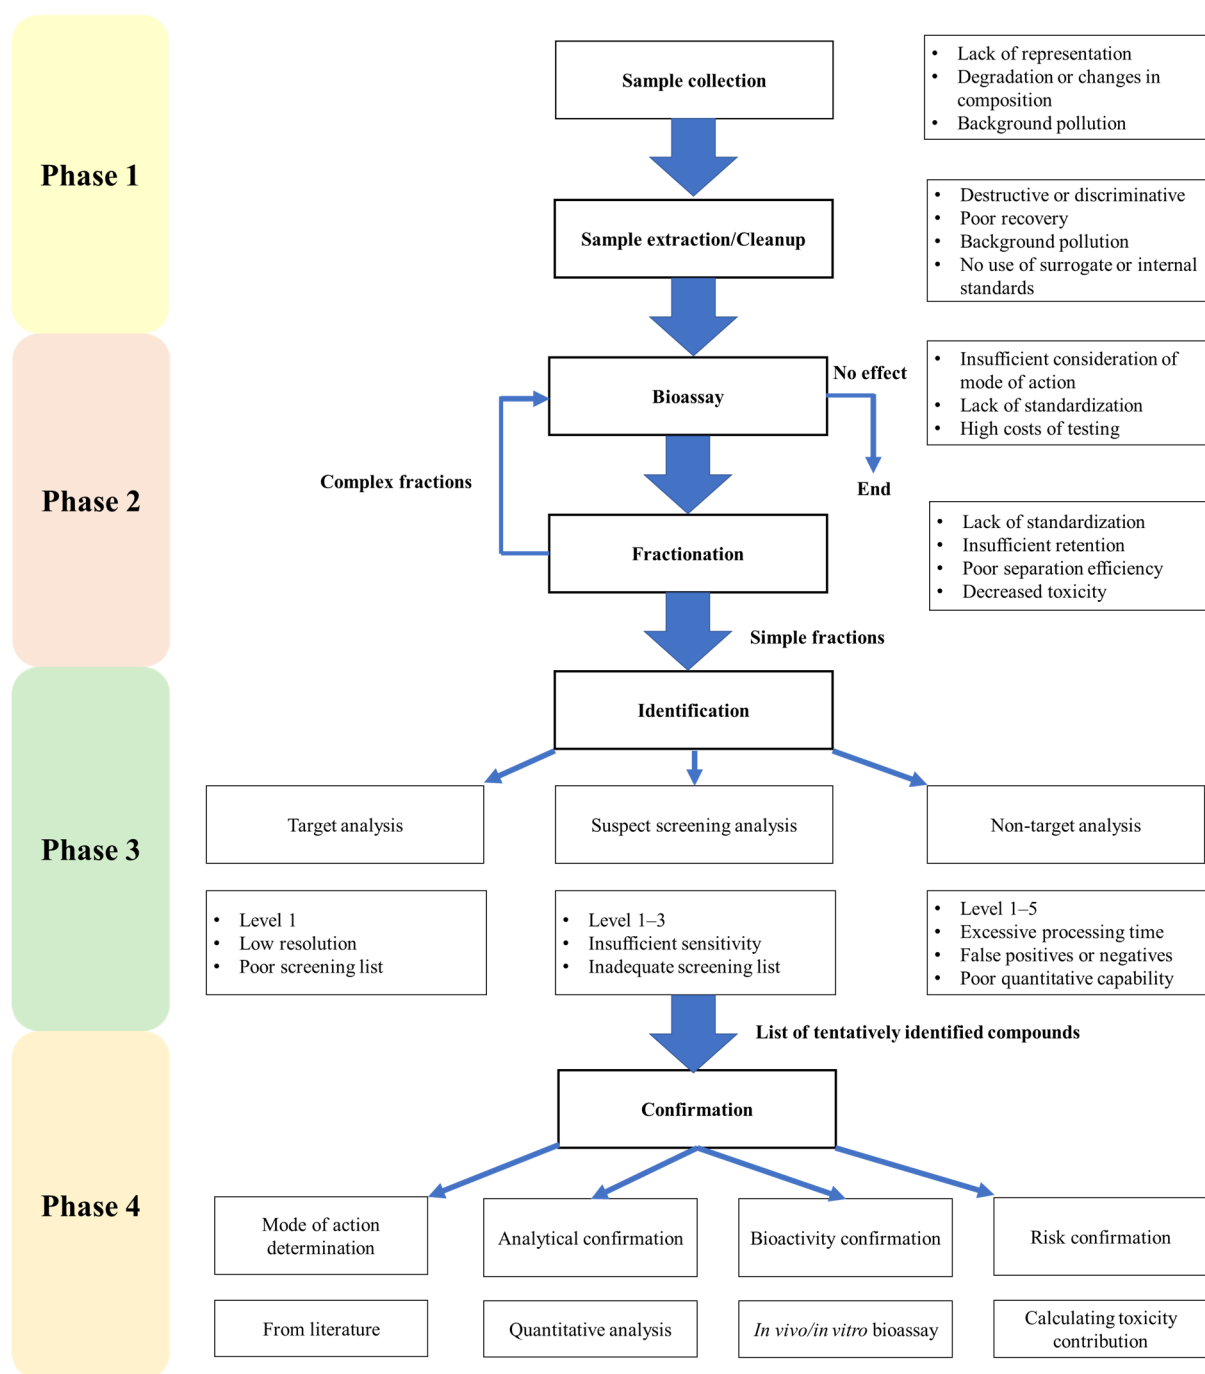 Phase 1
Sample collection
• Lack of representation
• Degradation or changes in
composition
• Background pollution
Sample extraction/Cleanup
• Destructive or discriminative
• Poor recovery
• Background pollution
• No use of surrogate or internal
standards
Phase 2
Bioassay
No effect
End
• Insufficient consideration of
mode of action
• Lack of standardization
• High costs of testing
Complex fractions
Fractionation
• Lack of standardization
• Insufficient retention
• Poor separation efficiency
• Decreased toxicity
Simple fractions
Phase 3
Identification
Target analysis
Suspect screening analysis
Non-target analysis
• Level 1
• Low resolution
• Poor screening list
• Level 1–3
• Insufficient sensitivity
• Inadequate screening list
• Level 1–5
• Excessive processing time
• False positives or negatives
• Poor quantitative capability
List of tentatively identified compounds
Phase 4
Confirmation
Mode of action
determination
Analytical confirmation
Bioactivity confirmation
Risk confirmation
From literature
Quantitative analysis
In vivo/in vitro bioassay
Calculating toxicity
contribution